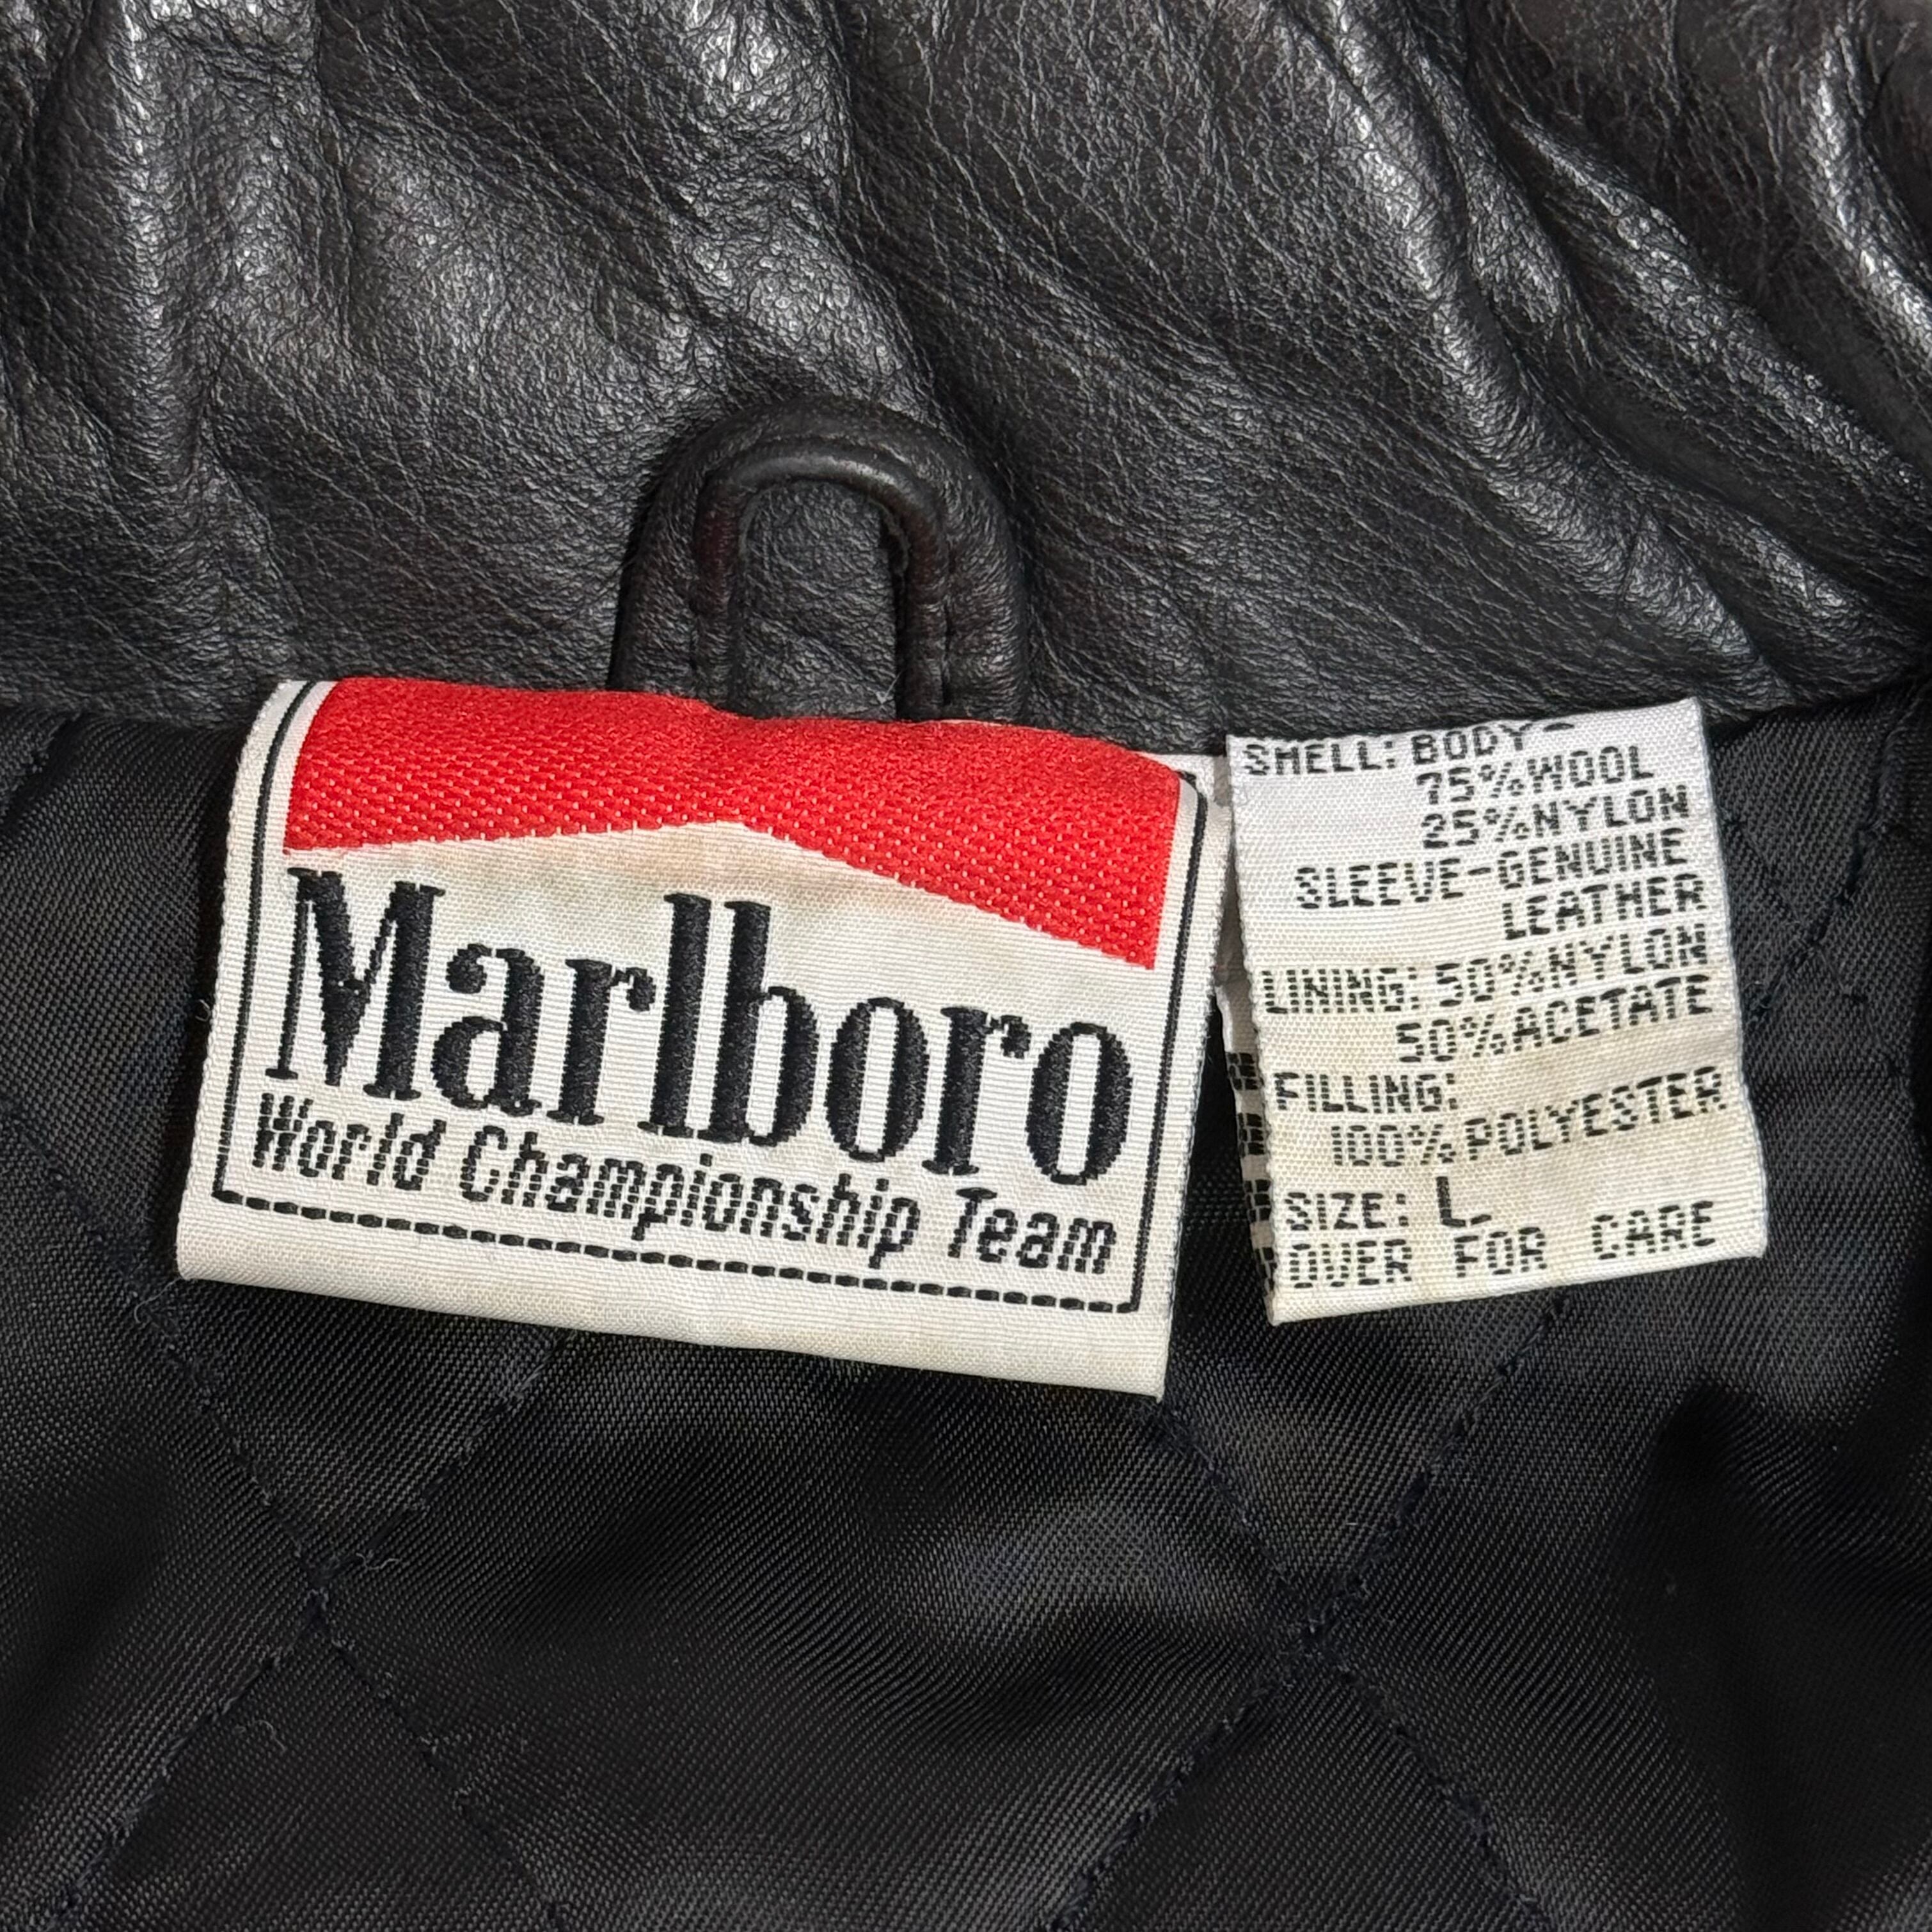 Marlboro
World Championship Team
SHELL: BODY-
75%WOOL
25%NYLON
SLEEVE-GENUINE
LEATHER
LINING: 50%NYLON
50%ACETATE
FILLING:
100%POLYESTER
SIZE: L
OVER FOR CARE